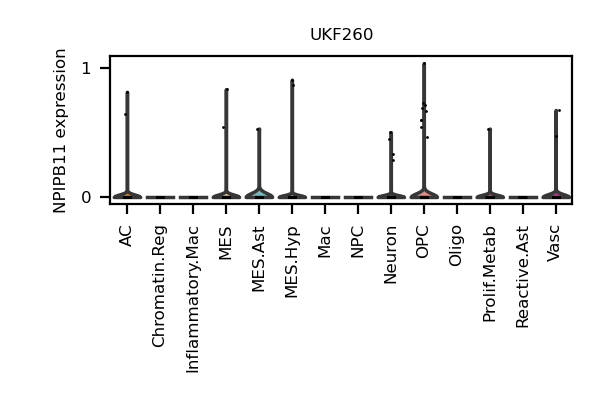 UKF260
NPIPB11 expression
1
0
AC
Chromatin.Reg
Inflammatory.Mac
MES
MES.Ast
MES.Hyp
Mac
NPC
Neuron
OPC
Oligo
Prolif.Metab
Reactive.Ast
Vasc